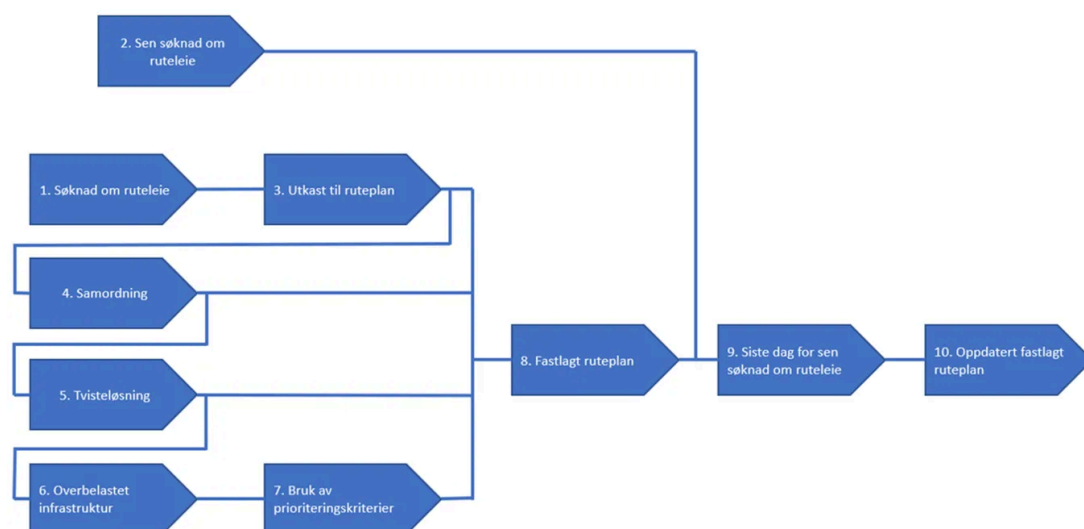 2. Sen søknad om
ruteleie
1. Søknad om ruteleie
3. Utkast til ruteplan
4. Samordning
5. Tvisteløsning
6. Overbelastet
infrastruktur
7. Bruk av
prioriteringskriterier
8. Fastlagt ruteplan
9. Siste dag for sen
søknad om ruteleie
10. Oppdatert fastlagt
ruteplan